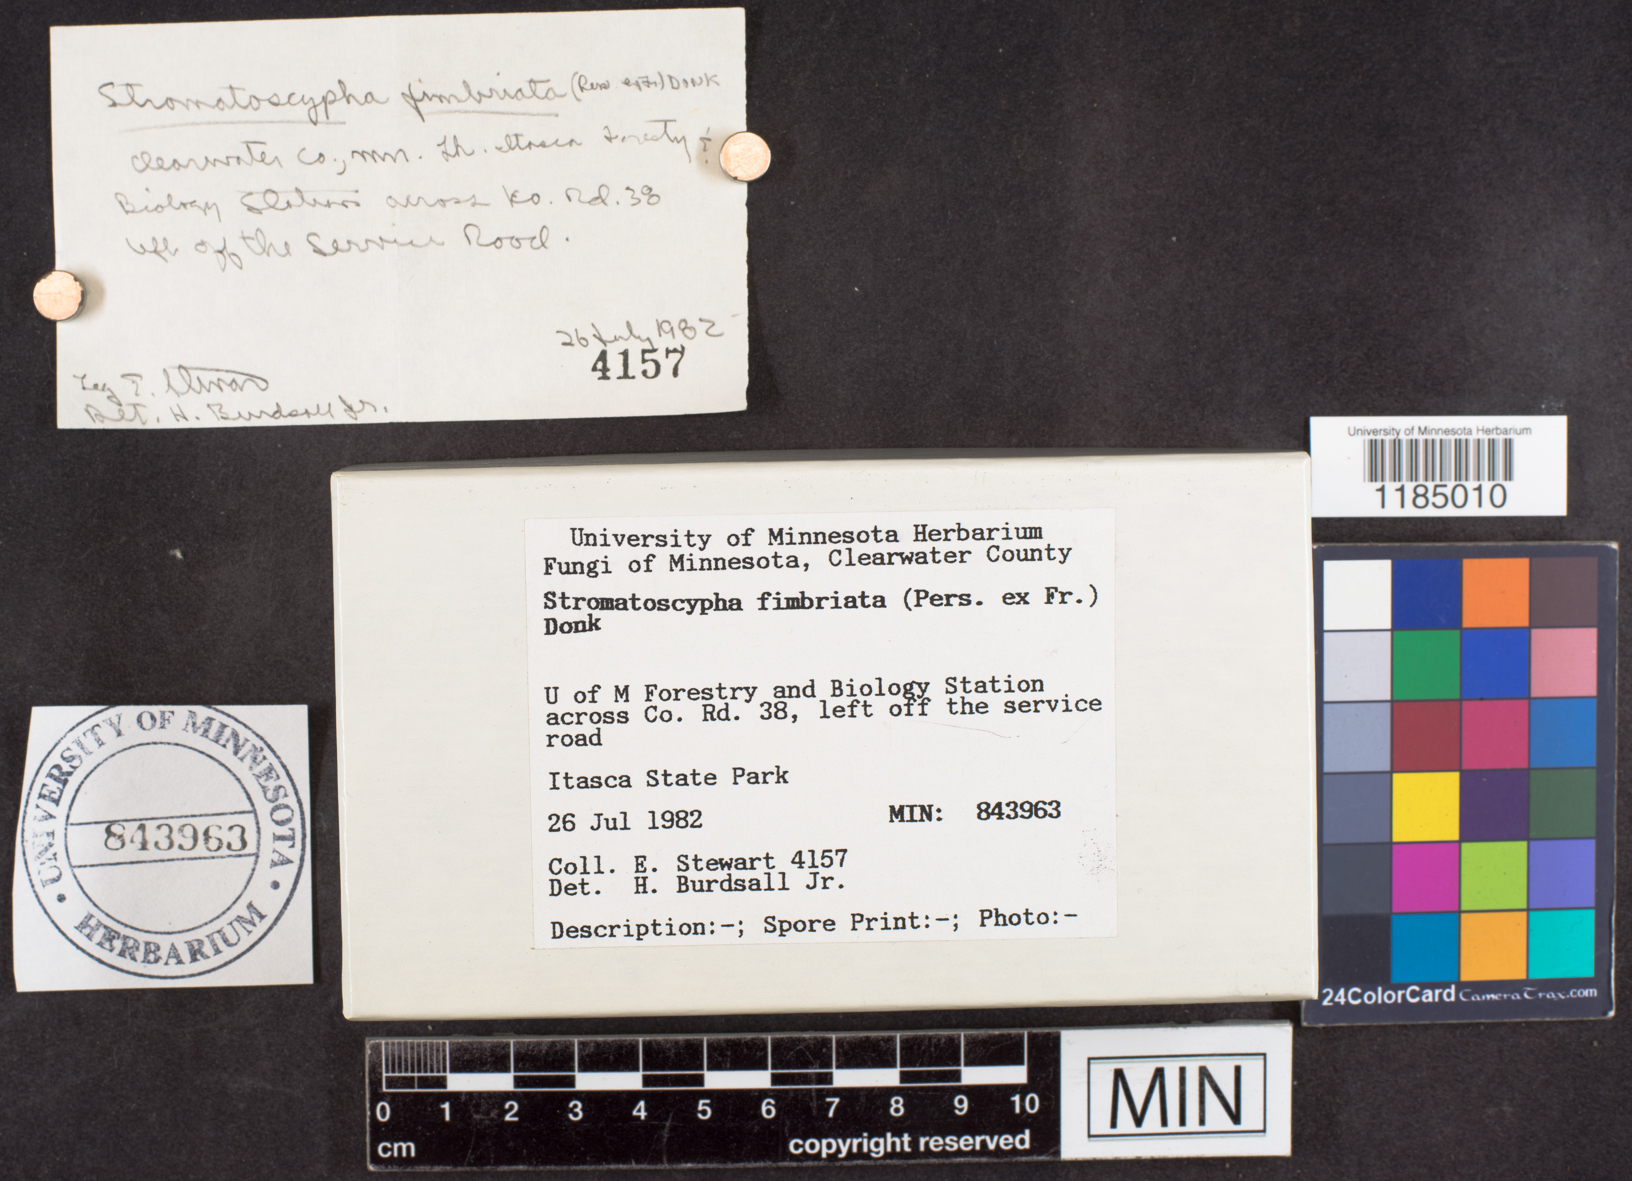 Stromatoscypha fimbriata (Pers. ex Fr.) Donk
Clearwater Co., Mn. Itasca Forestry &
Biology Station across Co. Rd. 38
left off the Service Road.
26 July 1982
4157
Leg E. Stewart
Det. H. Burdsall Jr.
University of Minnesota Herbarium
1185010
University of Minnesota Herbarium
Fungi of Minnesota, Clearwater County
Stromatoscypha fimbriata (Pers. ex Fr.)
Donk
U of M Forestry and Biology Station
across Co. Rd. 38, left off the service
road
Itasca State Park
26 Jul 1982 MIN: 843963
Coll. E. Stewart 4157
Det. H. Burdsall Jr.
Description:-; Spore Print:-; Photo:-
UNIVERSITY OF MINNESOTA
843963
HERBARIUM
24ColorCard CameraTrax.com
0 1 2 3 4 5 6 7 8 9 10
cm copyright reserved
MIN